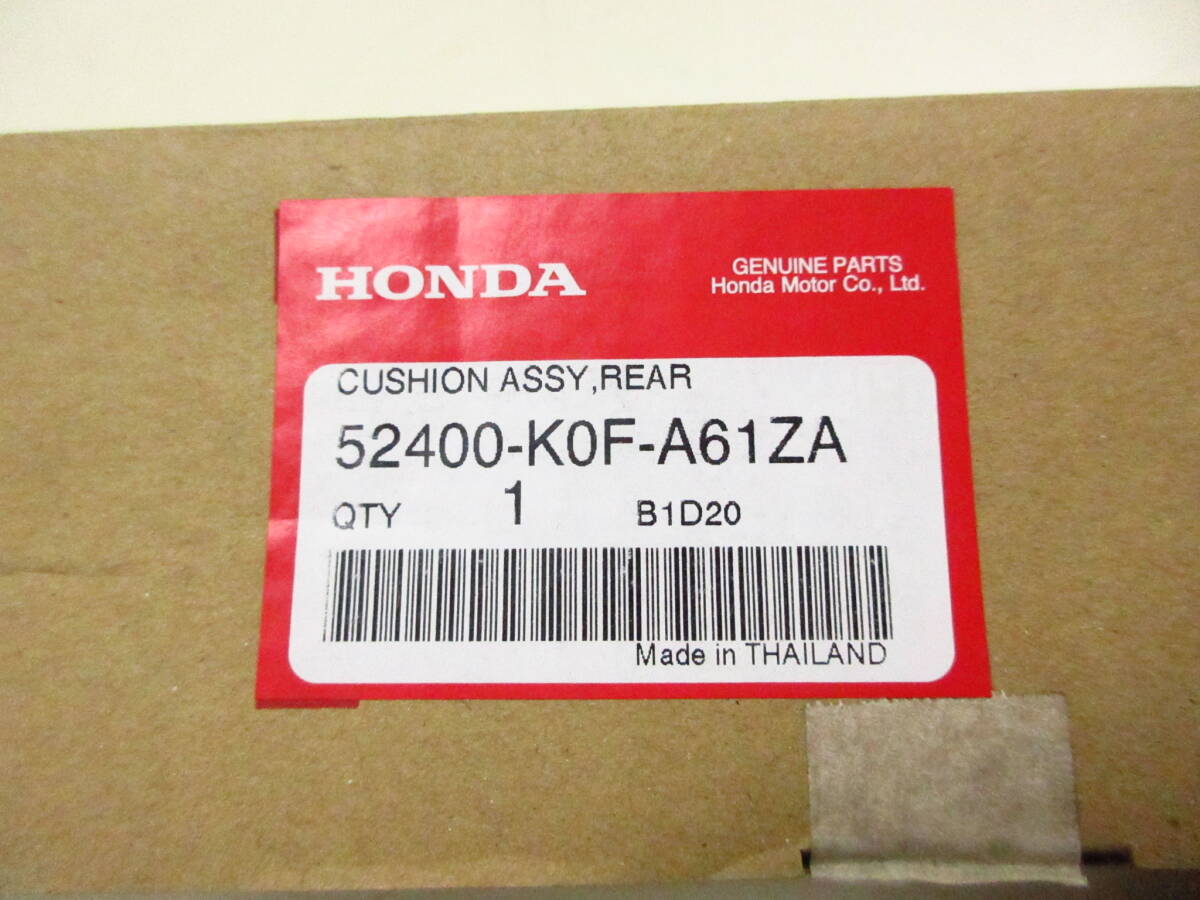 HONDA
GENUINE PARTS
Honda Motor Co., Ltd.
CUSHION ASSY,REAR
52400-K0F-A61ZA
QTY 1 B1D20
Made in THAILAND